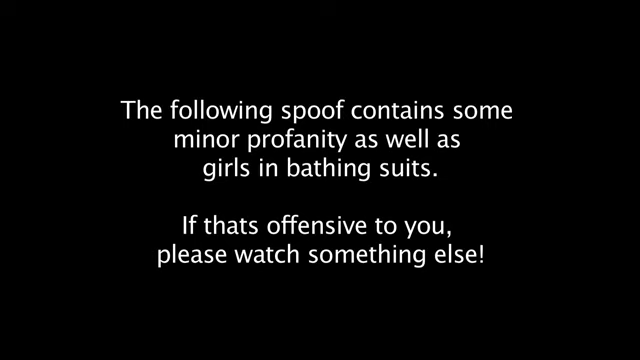 The following spoof contains some
minor profanity as well as
girls in bathing suits.
If thats offensive to you,
please watch something else!